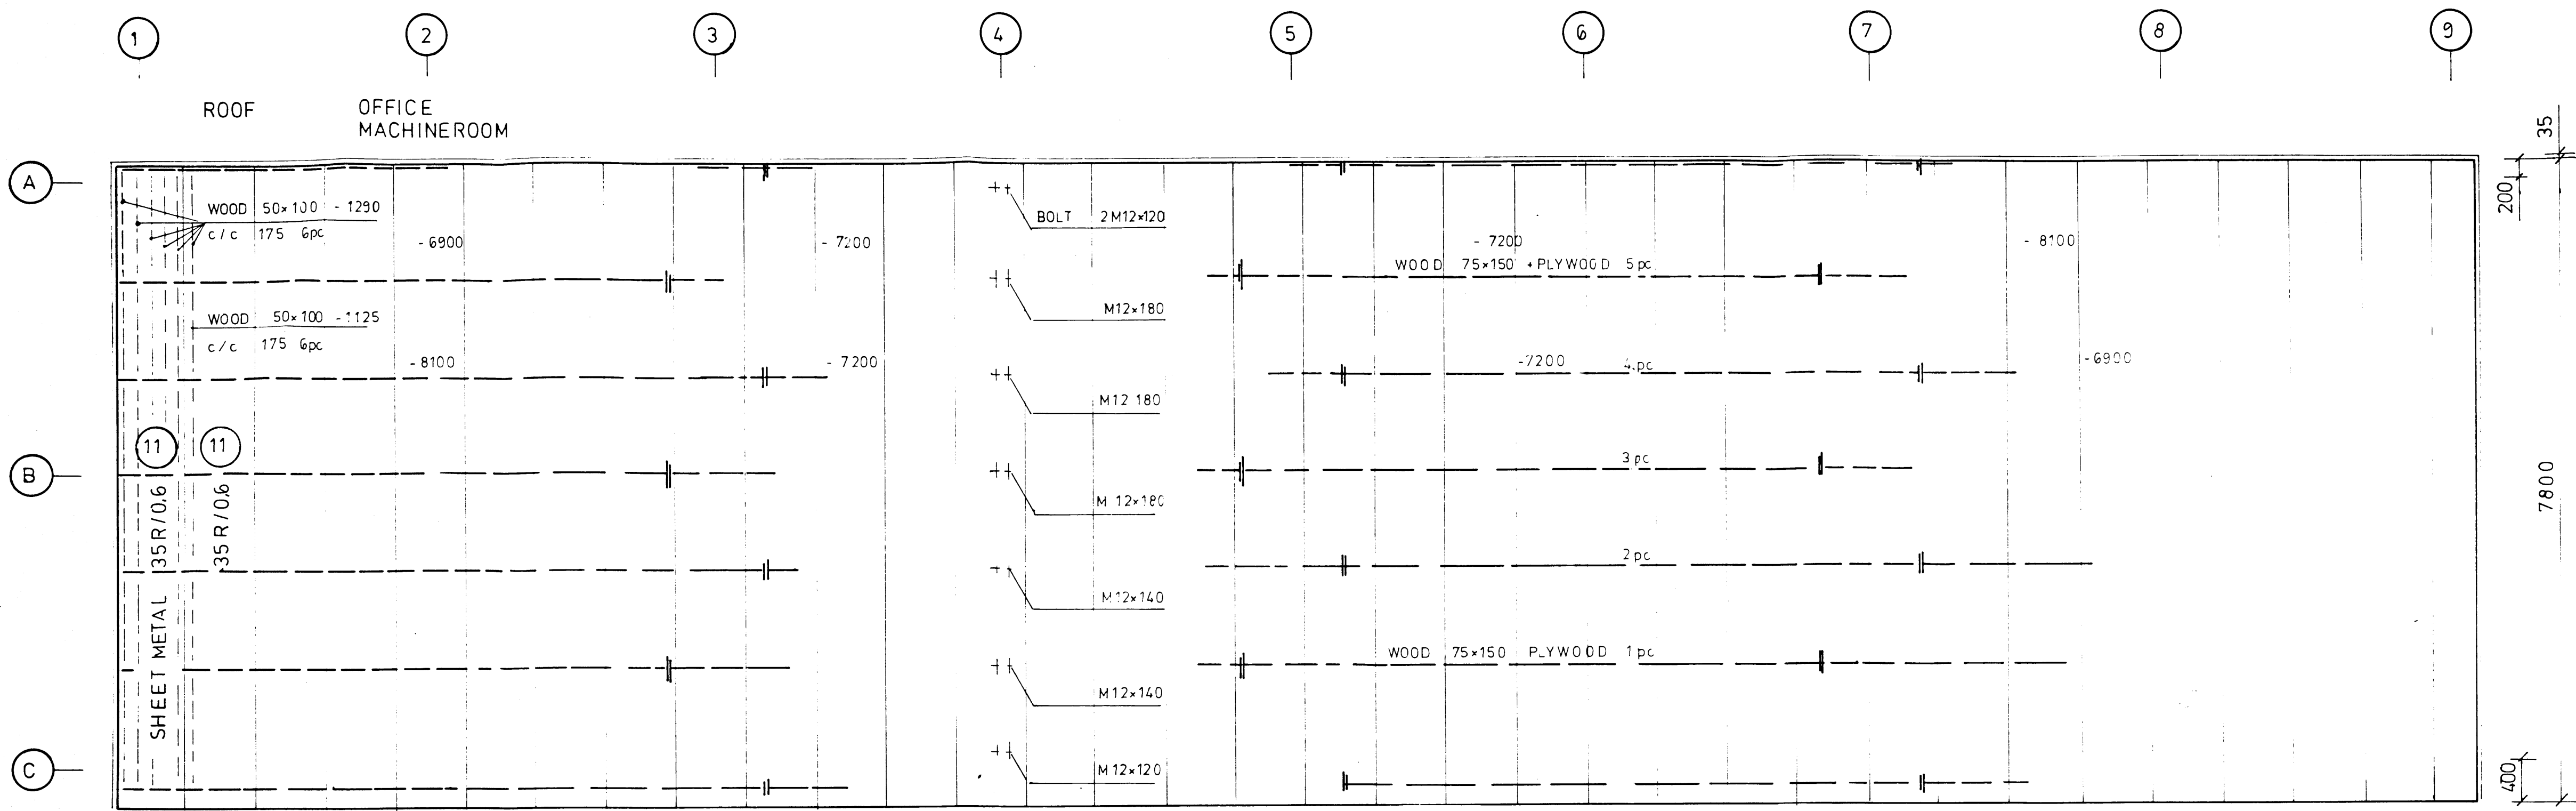 1 2 3 4 5 6 7 8 9
ROOF OFFICE
MACHINEROOM
35
A
200
WOOD 50×100 - 1290
c/c 175 6pc
BOLT 2M12×120
- 6900 - 7200 - 7200 - 8100
WOOD 75×150 +PLYWOOD 5pc
M12×180
WOOD 50×100 - 1125
c/c 175 6pc
- 8100 - 7200 -7200 4pc -6900
M12 180
11 11
B
3pc
7800
M 12×180
SHEET METAL 35R/0,6
35R/0,6
2pc
M12×140
WOOD 75×150 PLYWOOD 1pc
M12×140
C
M12×120
400